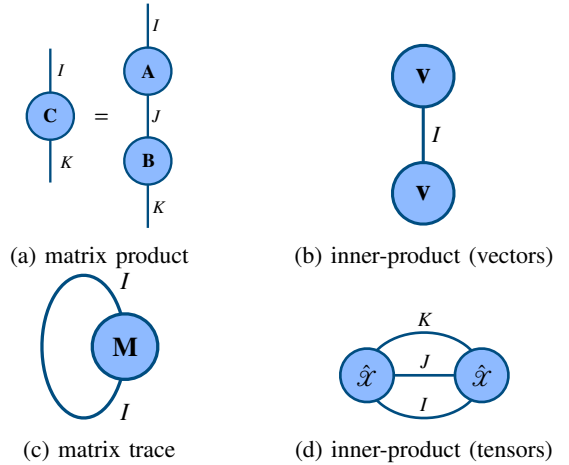 I
A
I
C = J
B
K
K
(a) matrix product
v
I
v
(b) inner-product (vectors)
I
M
I
(c) matrix trace
K
𝒳̂ J 𝒳̂
I
(d) inner-product (tensors)